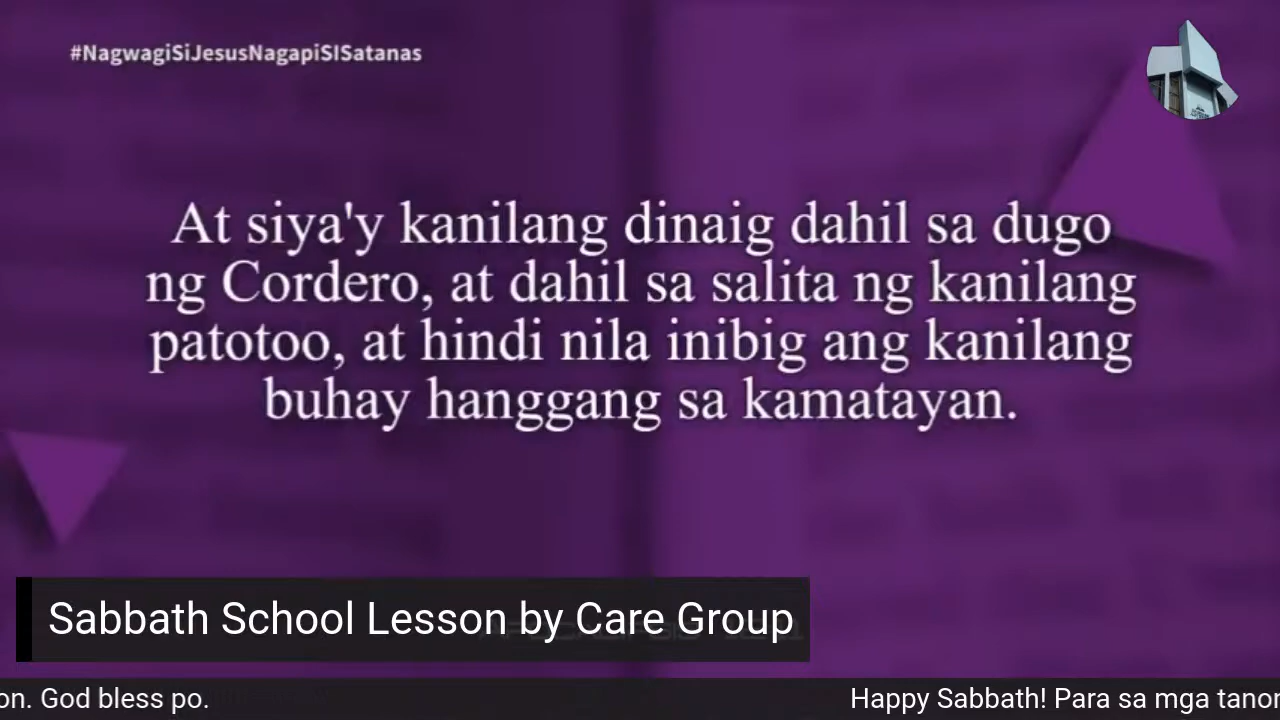 #NagwagiSiJesusNagapiSISatanas
At siya'y kanilang dinaig dahil sa dugo
ng Cordero, at dahil sa salita ng kanilang
patotoo, at hindi nila inibig ang kanilang
buhay hanggang sa kamatayan.
Sabbath School Lesson by Care Group
on. God bless po. Happy Sabbath! Para sa mga